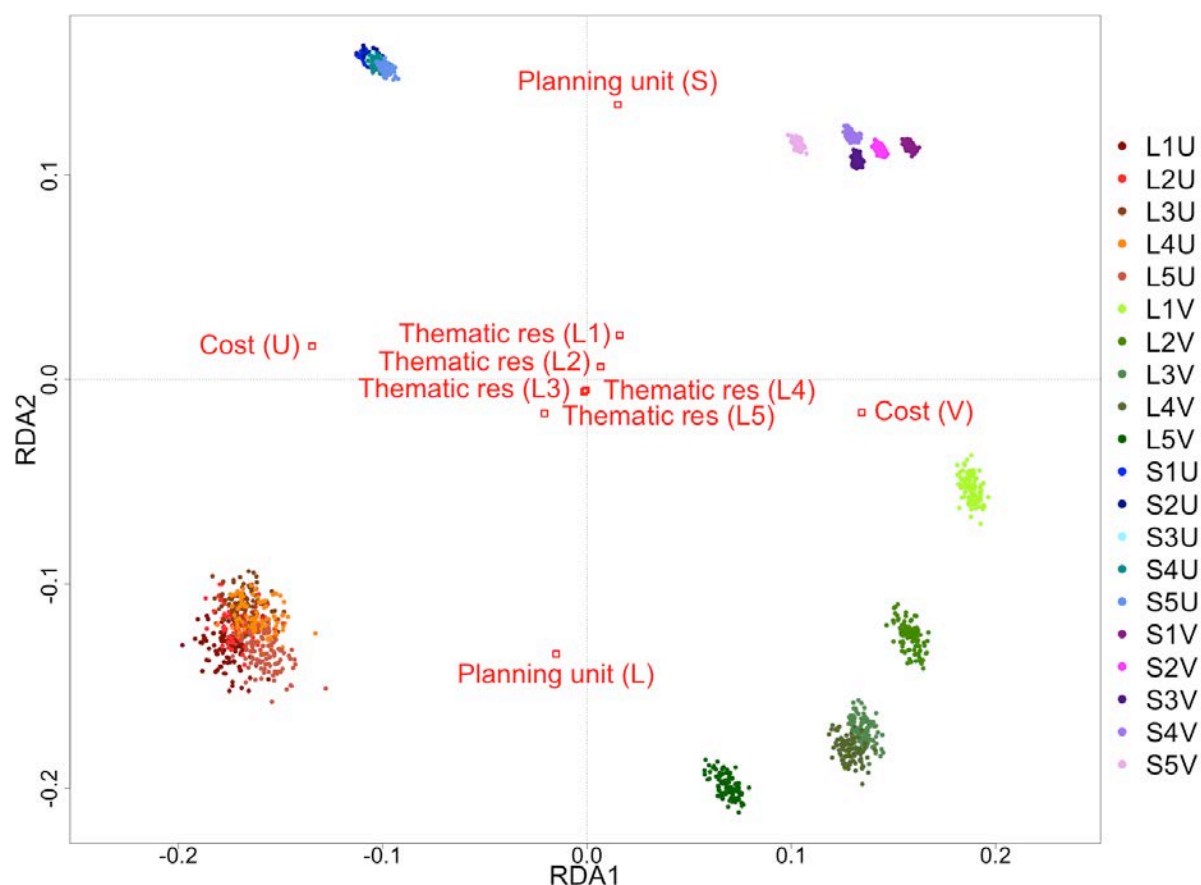 Planning unit (S)
0.1
Thematic res (L1)
Cost (U)
Thematic res (L2)
0.0
Thematic res (L3)
Thematic res (L4)
Thematic res (L5)
Cost (V)
RDA2
-0.1
Planning unit (L)
-0.2
-0.2
-0.1
0.0
0.1
0.2
RDA1
L1U
L2U
L3U
L4U
L5U
L1V
L2V
L3V
L4V
L5V
S1U
S2U
S3U
S4U
S5U
S1V
S2V
S3V
S4V
S5V